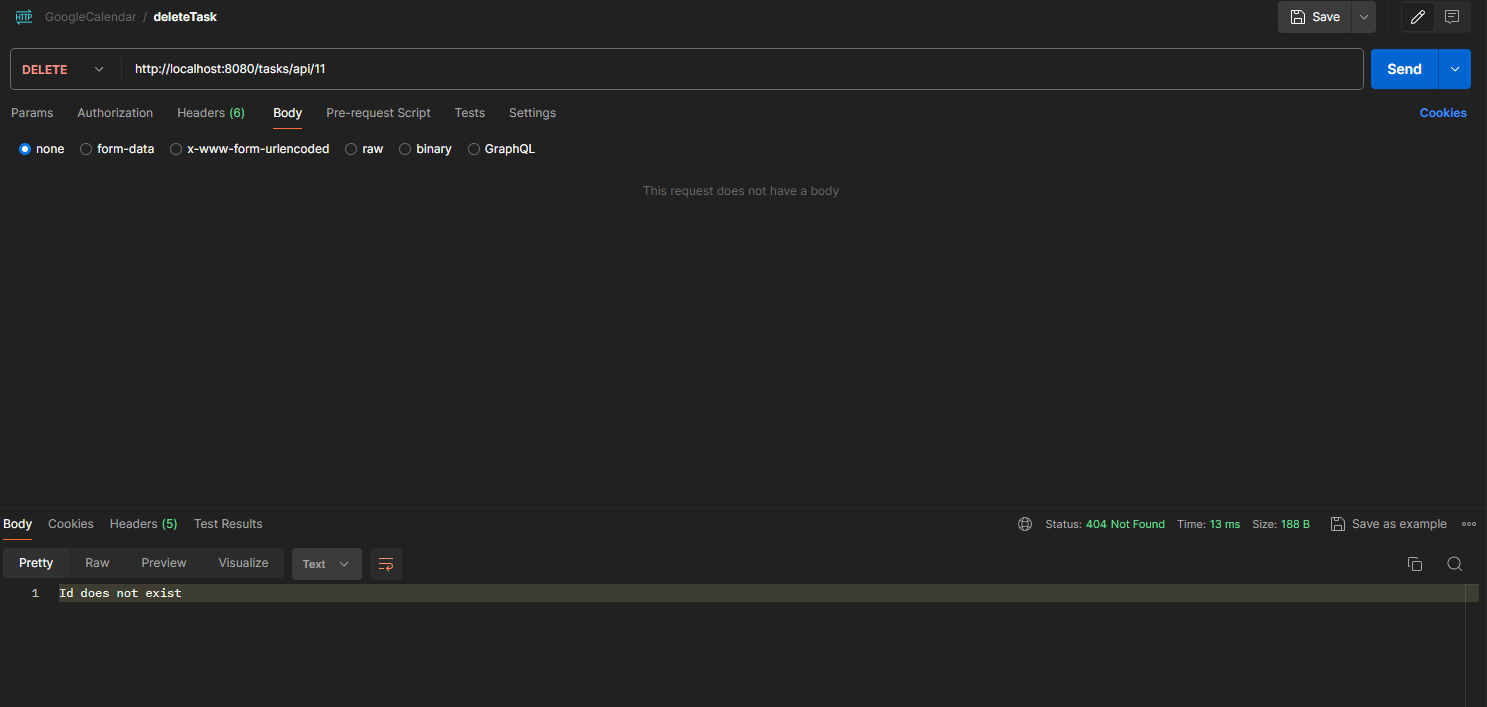 HTTP GoogleCalendar / deleteTask Save
DELETE http://localhost:8080/tasks/api/11 Send
Params Authorization Headers (6) Body Pre-request Script Tests Settings Cookies
none form-data x-www-form-urlencoded raw binary GraphQL
This request does not have a body
Body Cookies Headers (5) Test Results Status: 404 Not Found Time: 13 ms Size: 188 B Save as example
Pretty Raw Preview Visualize Text
1 Id does not exist